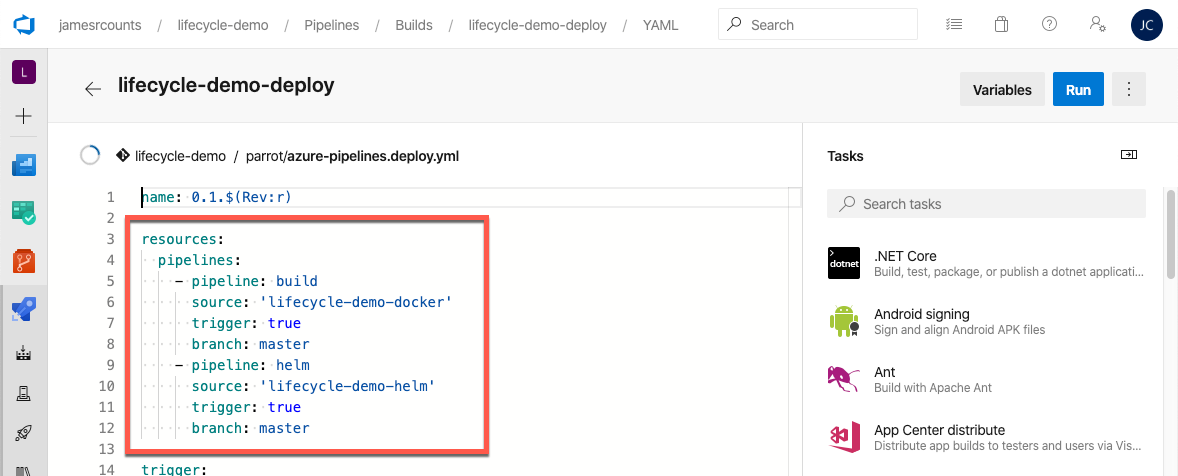 jamesrcounts / lifecycle-demo / Pipelines / Builds / lifecycle-demo-deploy / YAML
Search
JC
L
lifecycle-demo-deploy
Variables
Run
lifecycle-demo / parrot/azure-pipelines.deploy.yml
1 name: 0.1.$(Rev:r)
2
3 resources:
4 pipelines:
5 - pipeline: build
6 source: 'lifecycle-demo-docker'
7 trigger: true
8 branch: master
9 - pipeline: helm
10 source: 'lifecycle-demo-helm'
11 trigger: true
12 branch: master
13
14 trigger:
Tasks
Search tasks
dotnet
.NET Core
Build, test, package, or publish a dotnet applicati...
Android signing
Sign and align Android APK files
Ant
Build with Apache Ant
App Center distribute
Distribute app builds to testers and users via Vis...